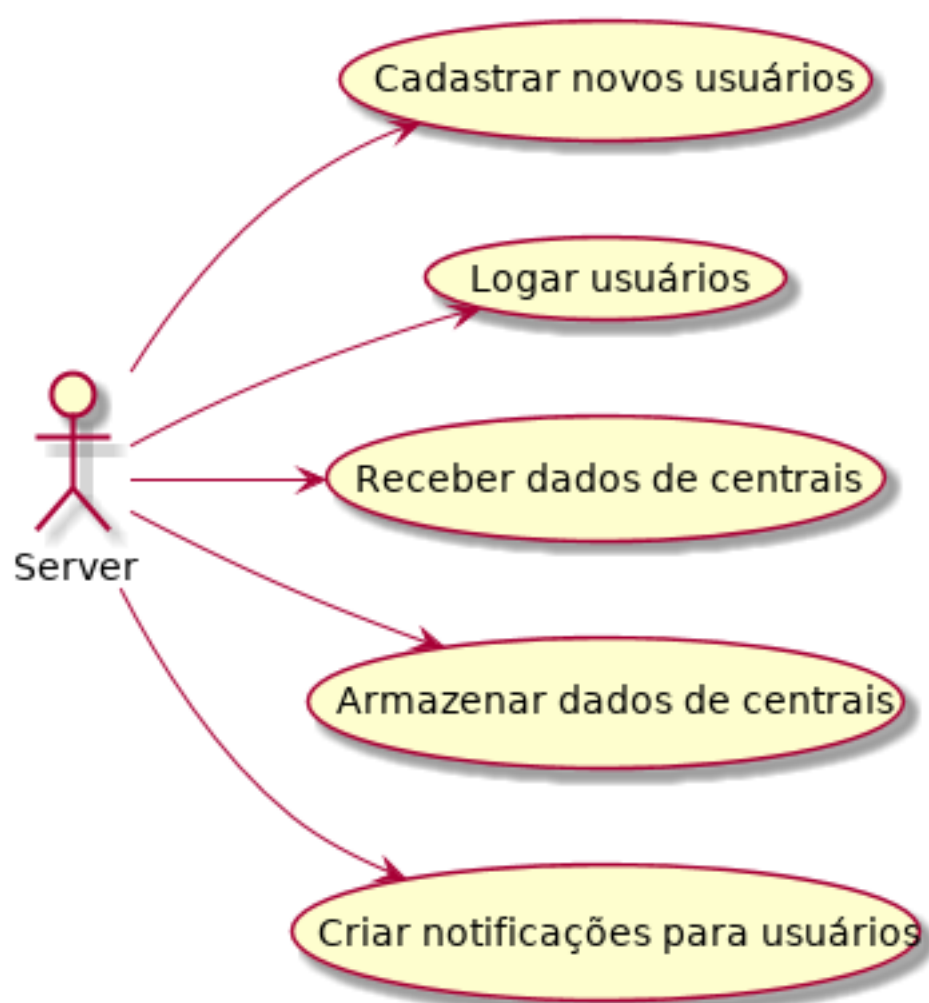 Cadastrar novos usuários
Logar usuários
Receber dados de centrais
Server
Armazenar dados de centrais
Criar notificações para usuários